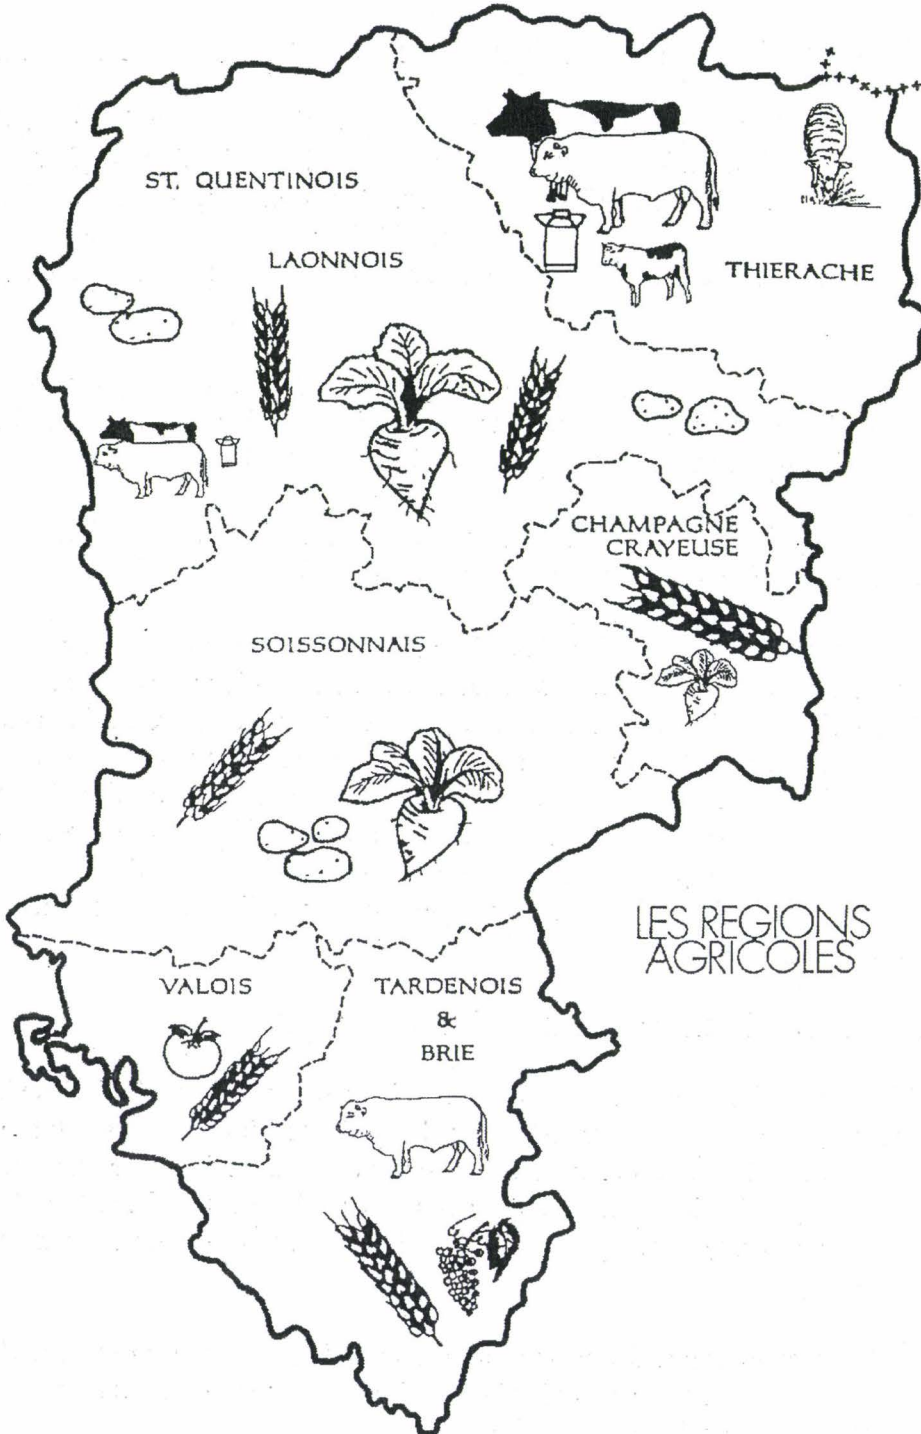 ST. QUENTINOIS
LAONNOIS
THIERACHE
CHAMPAGNE
CRAYEUSE
SOISSONNAIS
LES REGIONS
AGRICOLES
VALOIS
TARDENOIS
&
BRIE